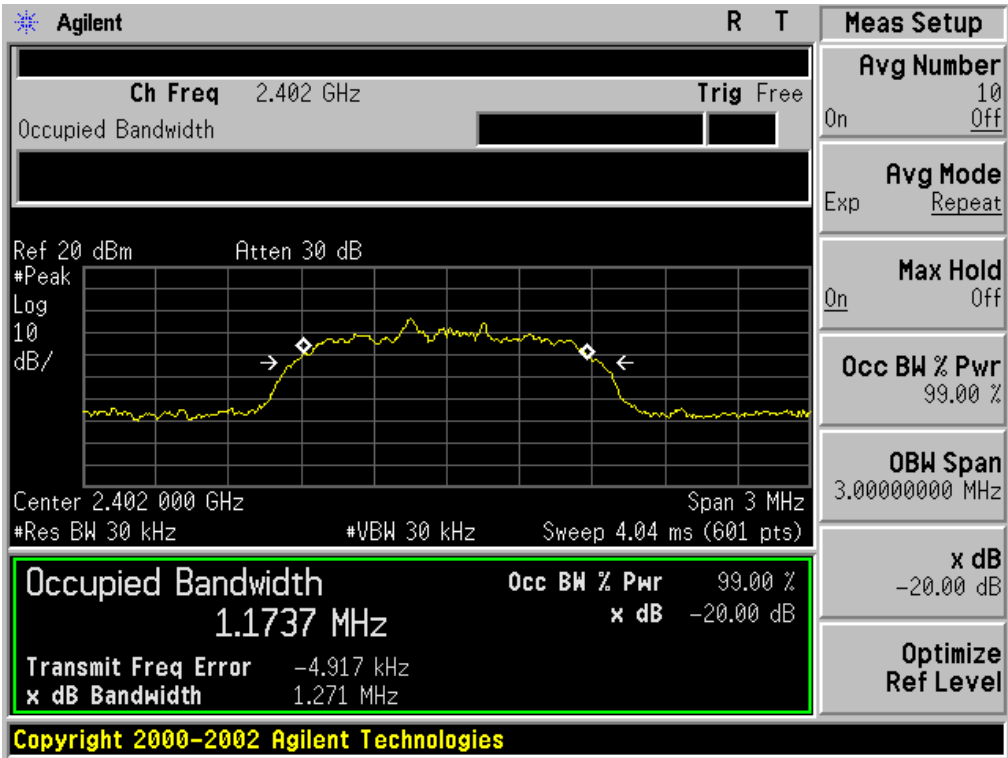 Agilent R T
Ch Freq 2.402 GHz Trig Free
Occupied Bandwidth
Ref 20 dBm Atten 30 dB
#Peak
Log
10
dB/
Center 2.402 000 GHz Span 3 MHz
#Res BW 30 kHz #VBW 30 kHz Sweep 4.04 ms (601 pts)
Occupied Bandwidth Occ BW % Pwr 99.00 %
1.1737 MHz x dB -20.00 dB
Transmit Freq Error -4.917 kHz
x dB Bandwidth 1.271 MHz
Copyright 2000-2002 Agilent Technologies
Meas Setup
Avg Number
10
On Off
Avg Mode
Exp Repeat
Max Hold
On Off
Occ BW % Pwr
99.00 %
OBW Span
3.00000000 MHz
x dB
-20.00 dB
Optimize
Ref Level